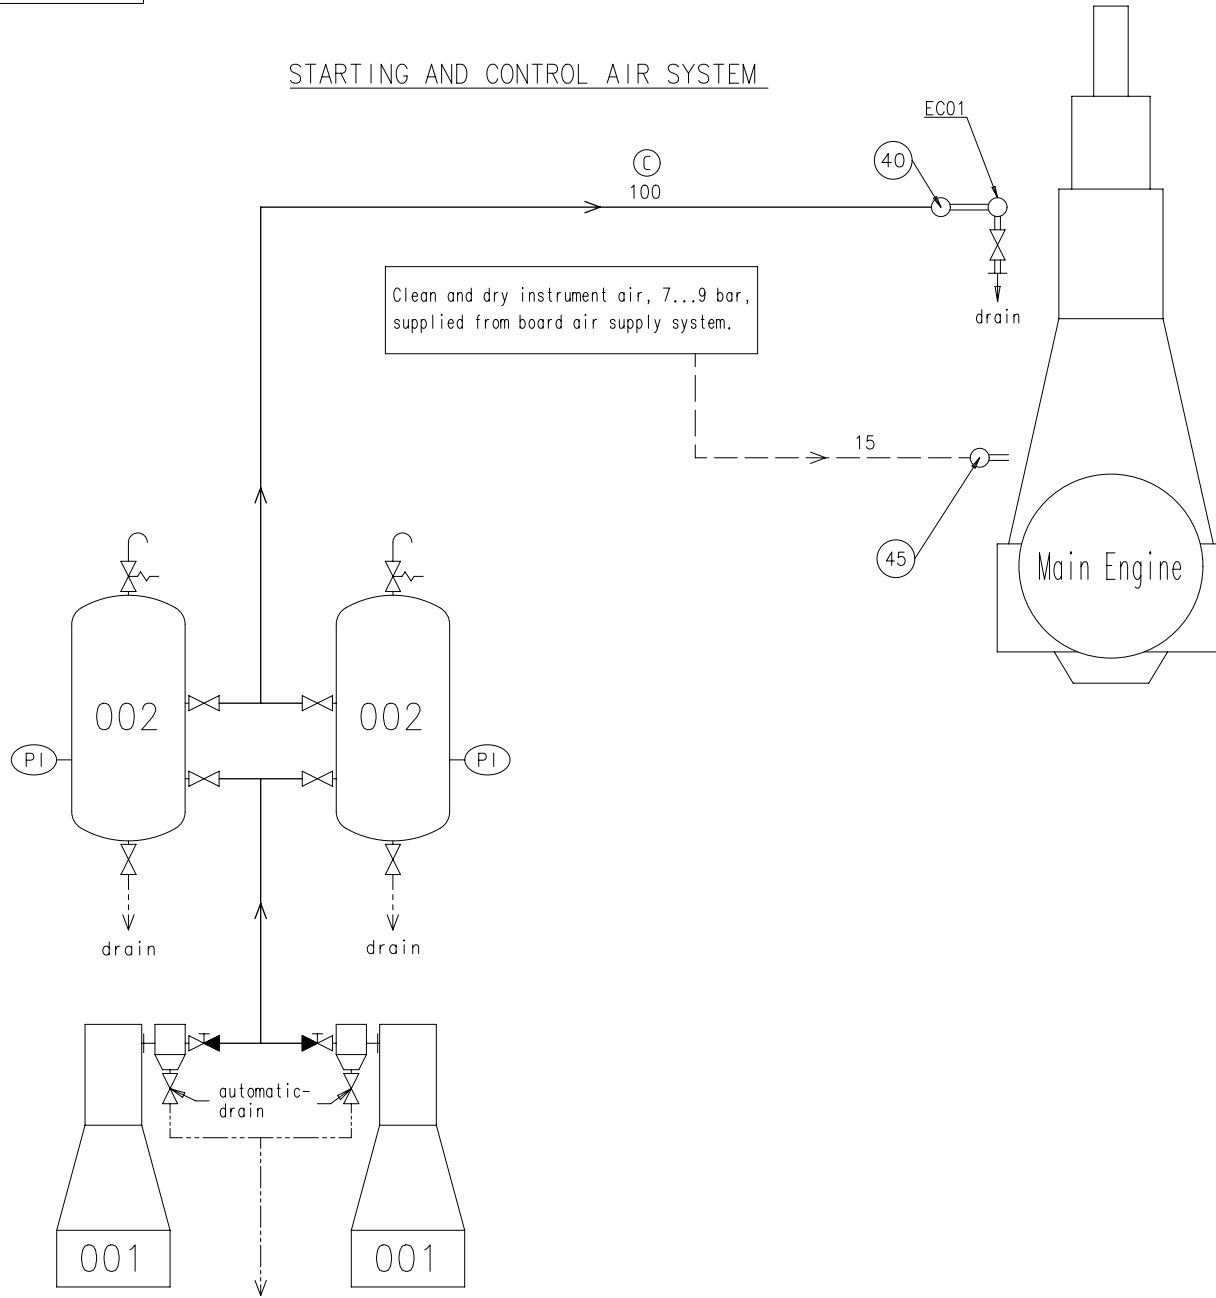 STARTING AND CONTROL AIR SYSTEM
EC01
40
C
100
Clean and dry instrument air, 7...9 bar,
supplied from board air supply system.
drain
15
45
Main Engine
002
002
PI
PI
drain
drain
automatic-
drain
001
001